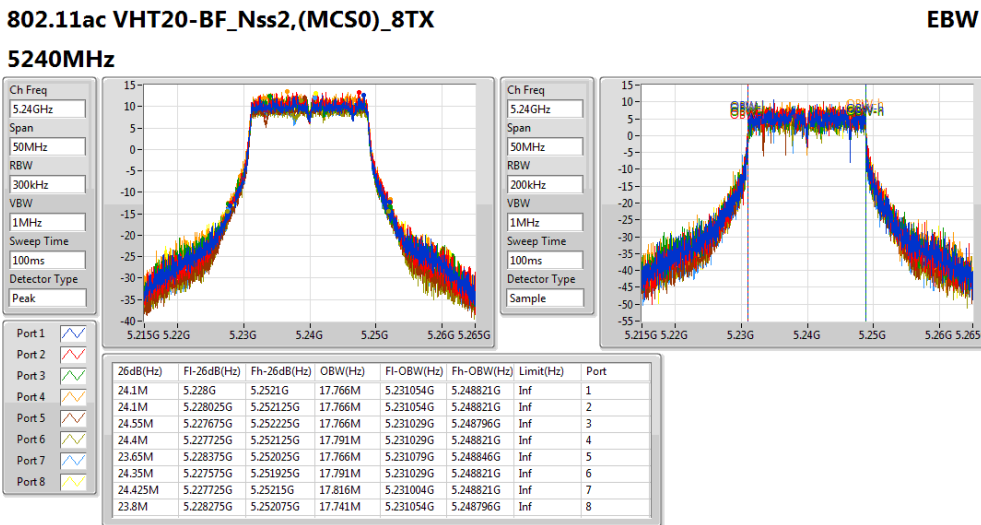 802.11ac VHT20-BF_Nss2,(MCS0)_8TX EBW
5240MHz
Ch Freq
5.24GHz
Span
50MHz
RBW
300kHz
VBW
1MHz
Sweep Time
100ms
Detector Type
Peak
15
10
5
0
-5
-10
-15
-20
-25
-30
-35
-40
5.215G 5.22G 5.23G 5.24G 5.25G 5.26G 5.265G
Ch Freq
5.24GHz
Span
50MHz
RBW
200kHz
VBW
1MHz
Sweep Time
100ms
Detector Type
Sample
15
10
5
0
-5
-10
-15
-20
-25
-30
-35
-40
-45
-50
-55
5.215G 5.22G 5.23G 5.24G 5.25G 5.26G 5.265
Port 1
Port 2
Port 3
Port 4
Port 5
Port 6
Port 7
Port 8
26dB(Hz) Fl-26dB(Hz) Fh-26dB(Hz) OBW(Hz) Fl-OBW(Hz) Fh-OBW(Hz) Limit(Hz) Port
24.1M 5.228G 5.2521G 17.766M 5.231054G 5.248821G Inf 1
24.1M 5.228025G 5.252125G 17.766M 5.231054G 5.248821G Inf 2
24.55M 5.227675G 5.252225G 17.766M 5.231029G 5.248796G Inf 3
24.4M 5.227725G 5.252125G 17.791M 5.231029G 5.248821G Inf 4
23.65M 5.228375G 5.252025G 17.766M 5.231079G 5.248846G Inf 5
24.35M 5.227575G 5.251925G 17.791M 5.231029G 5.248821G Inf 6
24.425M 5.227725G 5.25215G 17.816M 5.231004G 5.248821G Inf 7
23.8M 5.228275G 5.252075G 17.741M 5.231054G 5.248796G Inf 8